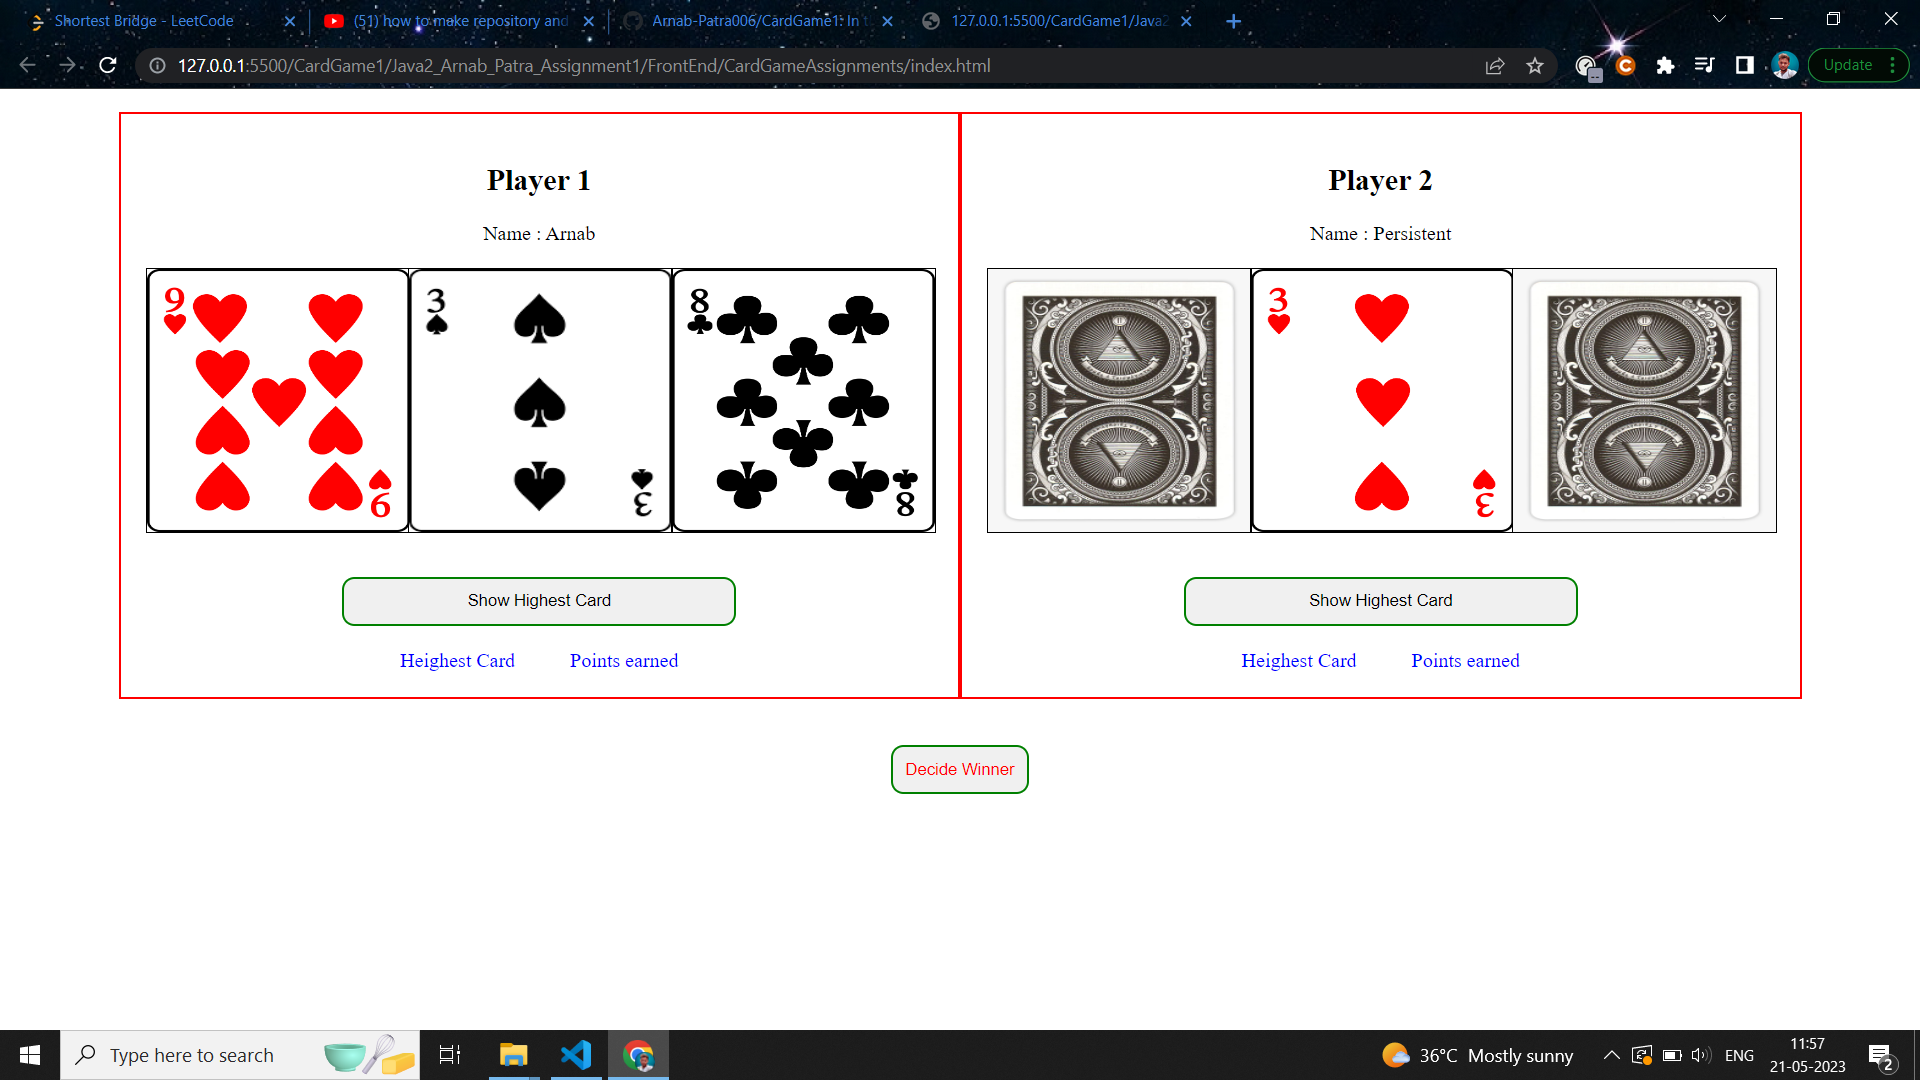 Shortest Bridge - LeetCode
(51) how to make repository and
Arnab-Patra006/CardGame1: In t
127.0.0.1:5500/CardGame1/Java2
127.0.0.1:5500/CardGame1/Java2_Arnab_Patra_Assignment1/FrontEnd/CardGameAssignments/index.html
Update
Player 1
Name : Arnab
9
9
3
3
8
8
Show Highest Card
Heighest Card
Points earned
Player 2
Name : Persistent
3
3
Show Highest Card
Heighest Card
Points earned
Decide Winner
Type here to search
36°C Mostly sunny
ENG
11:57
21-05-2023
2